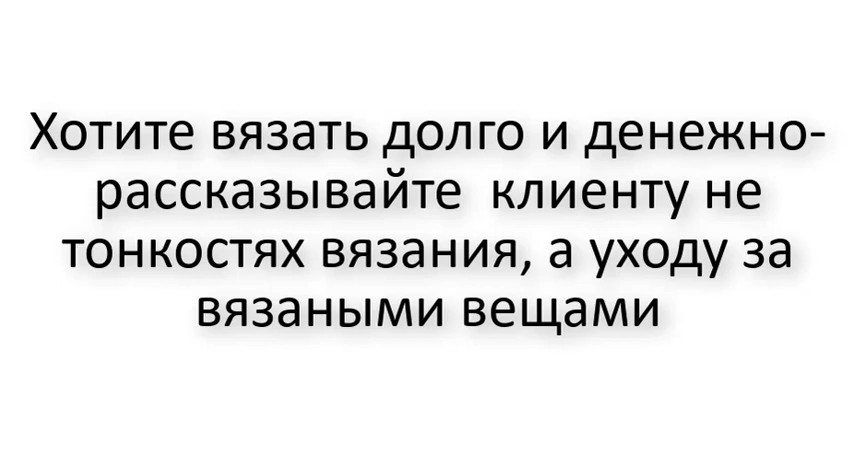 Хотите вязать долго и денежно-
рассказывайте  клиенту не
тонкостях вязания, а уходу за
вязаными вещами